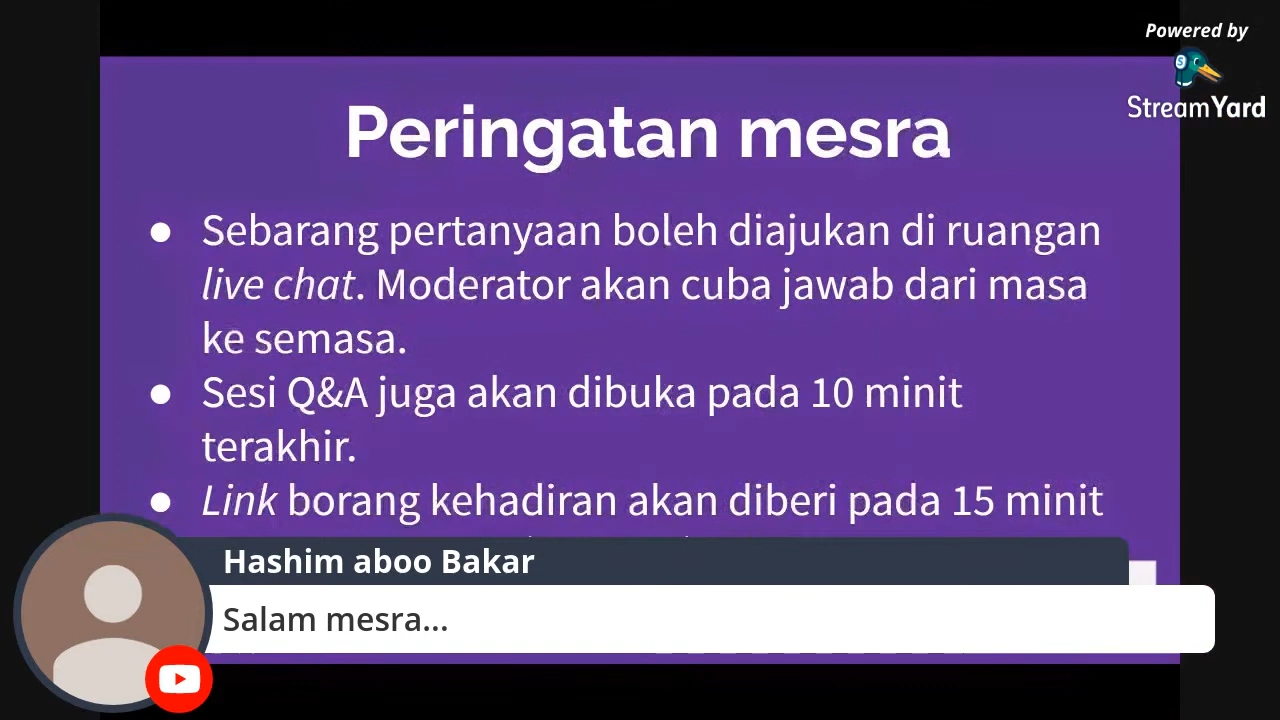 Powered by
StreamYard
Peringatan mesra
● Sebarang pertanyaan boleh diajukan di ruangan
live chat. Moderator akan cuba jawab dari masa
ke semasa.
● Sesi Q&A juga akan dibuka pada 10 minit
terakhir.
● Link borang kehadiran akan diberi pada 15 minit
Hashim aboo Bakar
Salam mesra...